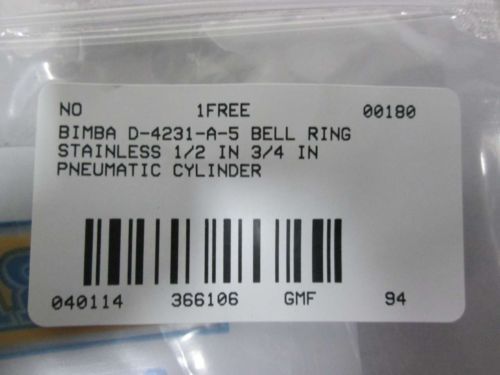 NO 1FREE 00180
BIMBA D-4231-A-5 BELL RING
STAINLESS 1/2 IN 3/4 IN
PNEUMATIC CYLINDER
040114 366106 GMF 94